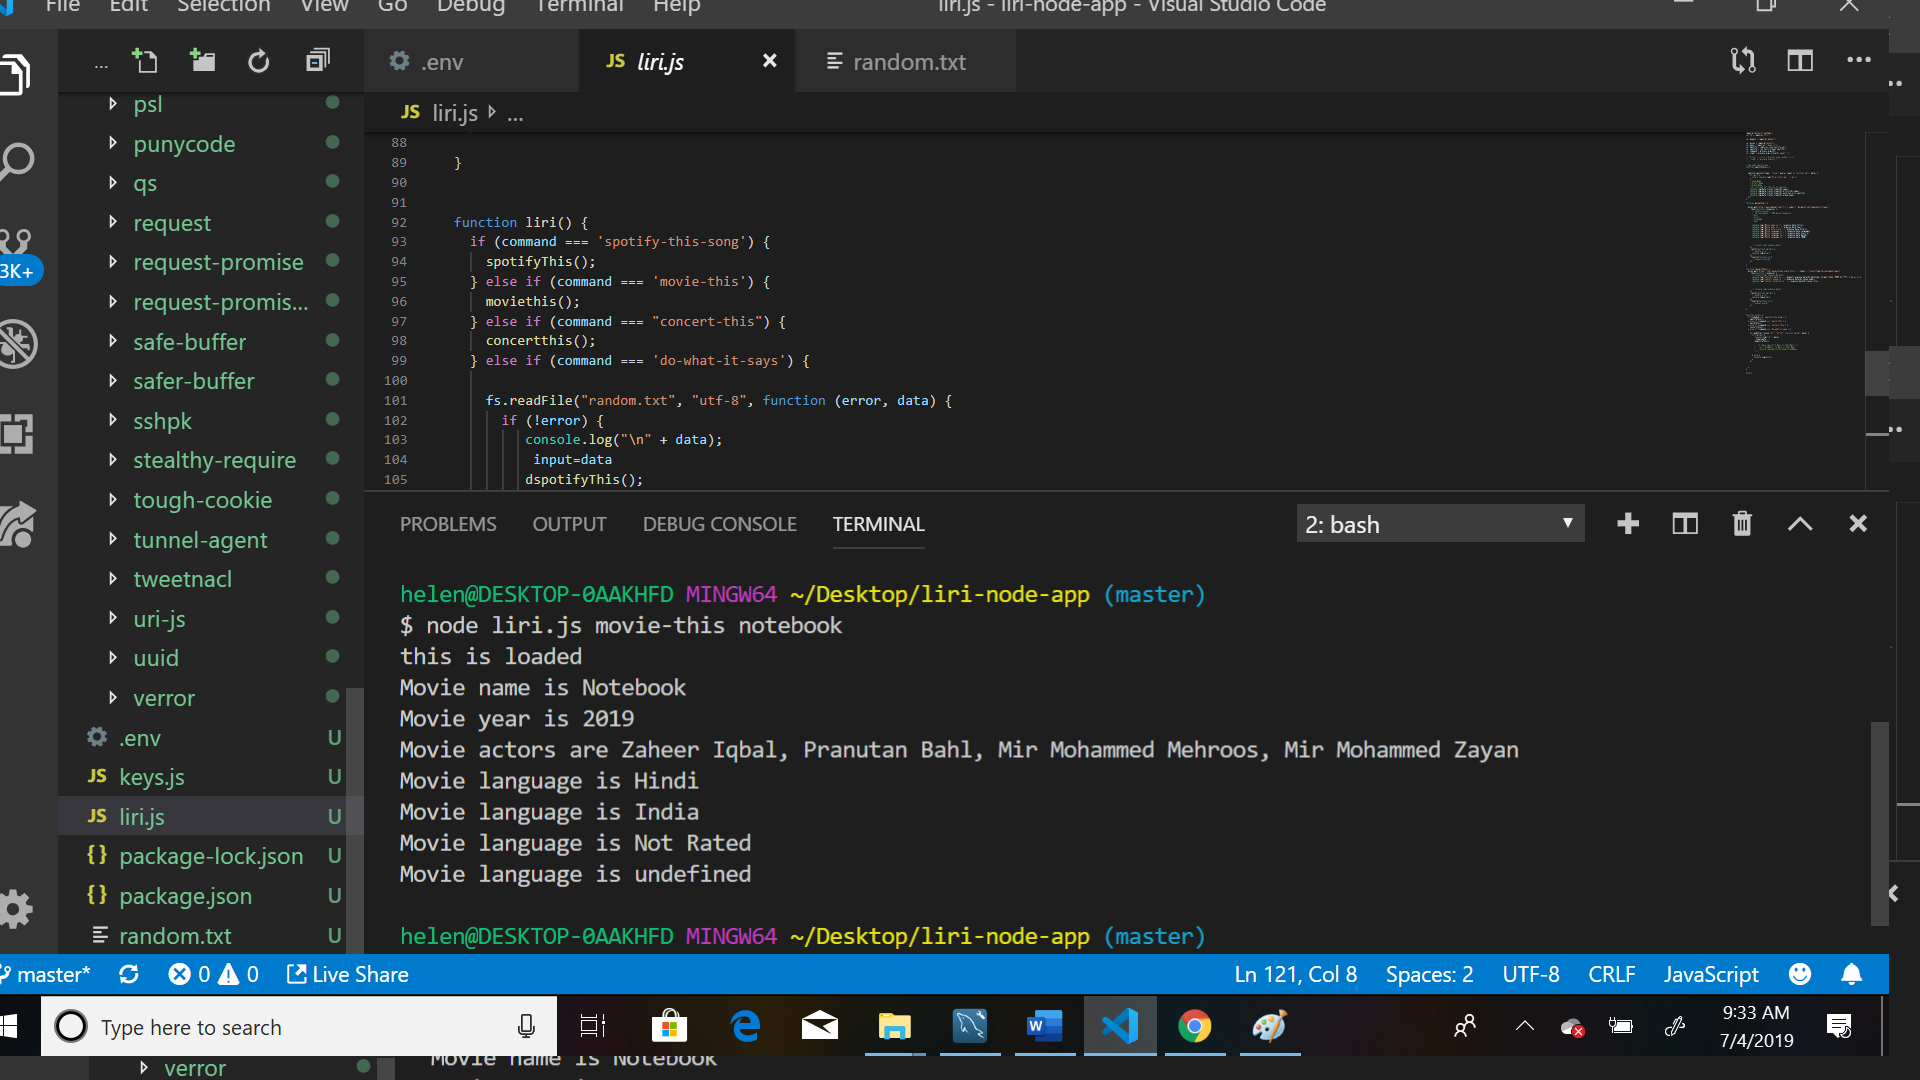 File Edit Selection View Go Debug Terminal Help liri.js - liri-node-app - Visual Studio Code
... .env JS liri.js random.txt
JS liri.js ...
psl
punycode
qs
request
request-promise
request-promis...
safe-buffer
safer-buffer
sshpk
stealthy-require
tough-cookie
tunnel-agent
tweetnacl
uri-js
uuid
verror
.env U
JS keys.js U
JS liri.js U
{} package-lock.json U
{} package.json U
random.txt U
3K+
88
89 }
90
91
92 function liri() {
93 if (command === 'spotify-this-song') {
94 spotifyThis();
95 } else if (command === 'movie-this') {
96 moviethis();
97 } else if (command === "concert-this") {
98 concertthis();
99 } else if (command === 'do-what-it-says') {
100
101 fs.readFile("random.txt", "utf-8", function (error, data) {
102 if (!error) {
103 console.log("\n" + data);
104 input=data
105 dspotifyThis();
PROBLEMS OUTPUT DEBUG CONSOLE TERMINAL 2: bash
helen@DESKTOP-0AAKHFD MINGW64 ~/Desktop/liri-node-app (master)
$ node liri.js movie-this notebook
this is loaded
Movie name is Notebook
Movie year is 2019
Movie actors are Zaheer Iqbal, Pranutan Bahl, Mir Mohammed Mehroos, Mir Mohammed Zayan
Movie language is Hindi
Movie language is India
Movie language is Not Rated
Movie language is undefined
helen@DESKTOP-0AAKHFD MINGW64 ~/Desktop/liri-node-app (master)
master* 0 0 Live Share Ln 121, Col 8 Spaces: 2 UTF-8 CRLF JavaScript
Type here to search
9:33 AM
7/4/2019
verror Movie name is Notebook